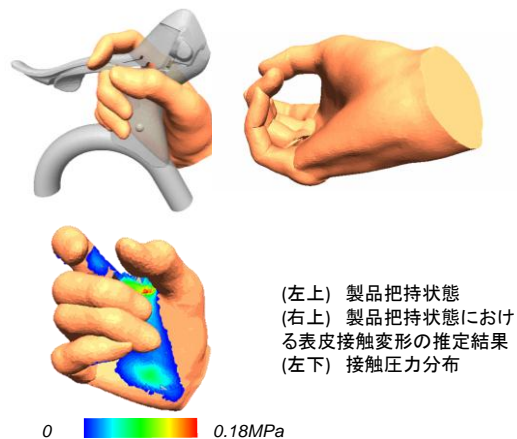 (左上) 製品把持状態
(右上) 製品把持状態におけ
る表皮接触変形の推定結果
(左下) 接触圧力分布
0 0.18MPa